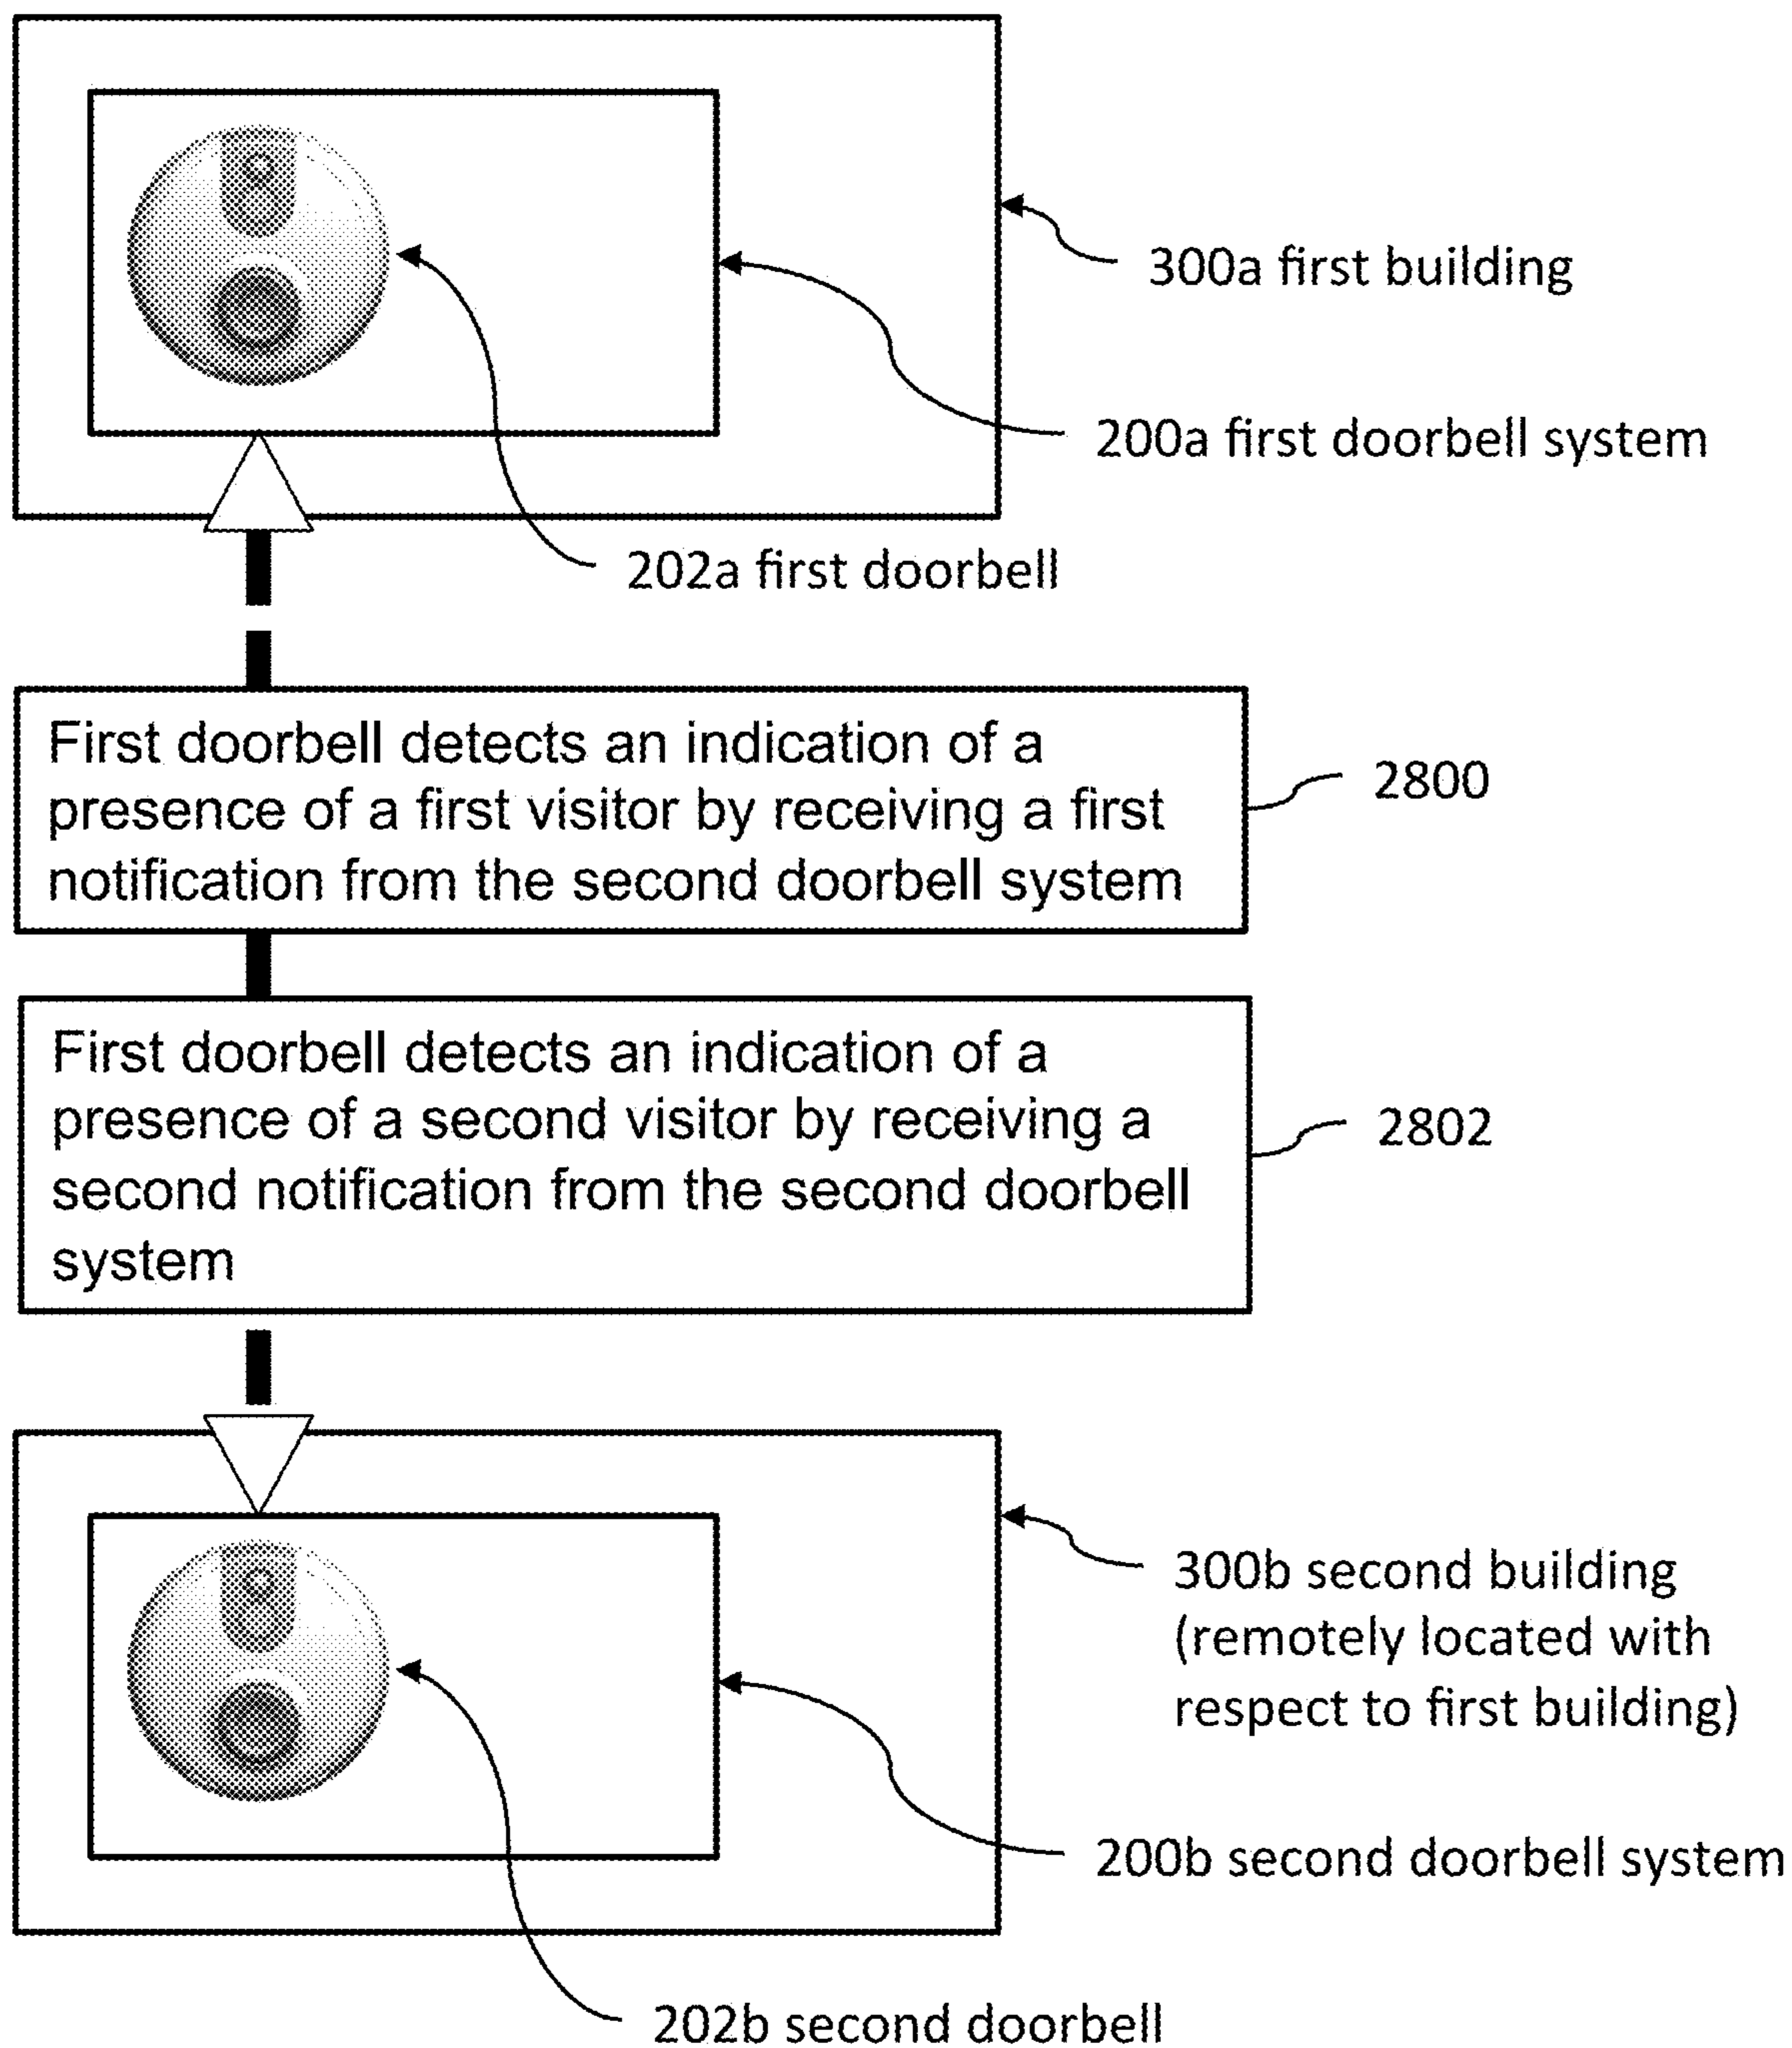 300a first building
200a first doorbell system
202a first doorbell
First doorbell detects an indication of a
presence of a first visitor by receiving a first
notification from the second doorbell system
2800
First doorbell detects an indication of a
presence of a second visitor by receiving a
second notification from the second doorbell
system
2802
300b second building
(remotely located with
respect to first building)
200b second doorbell system
202b second doorbell